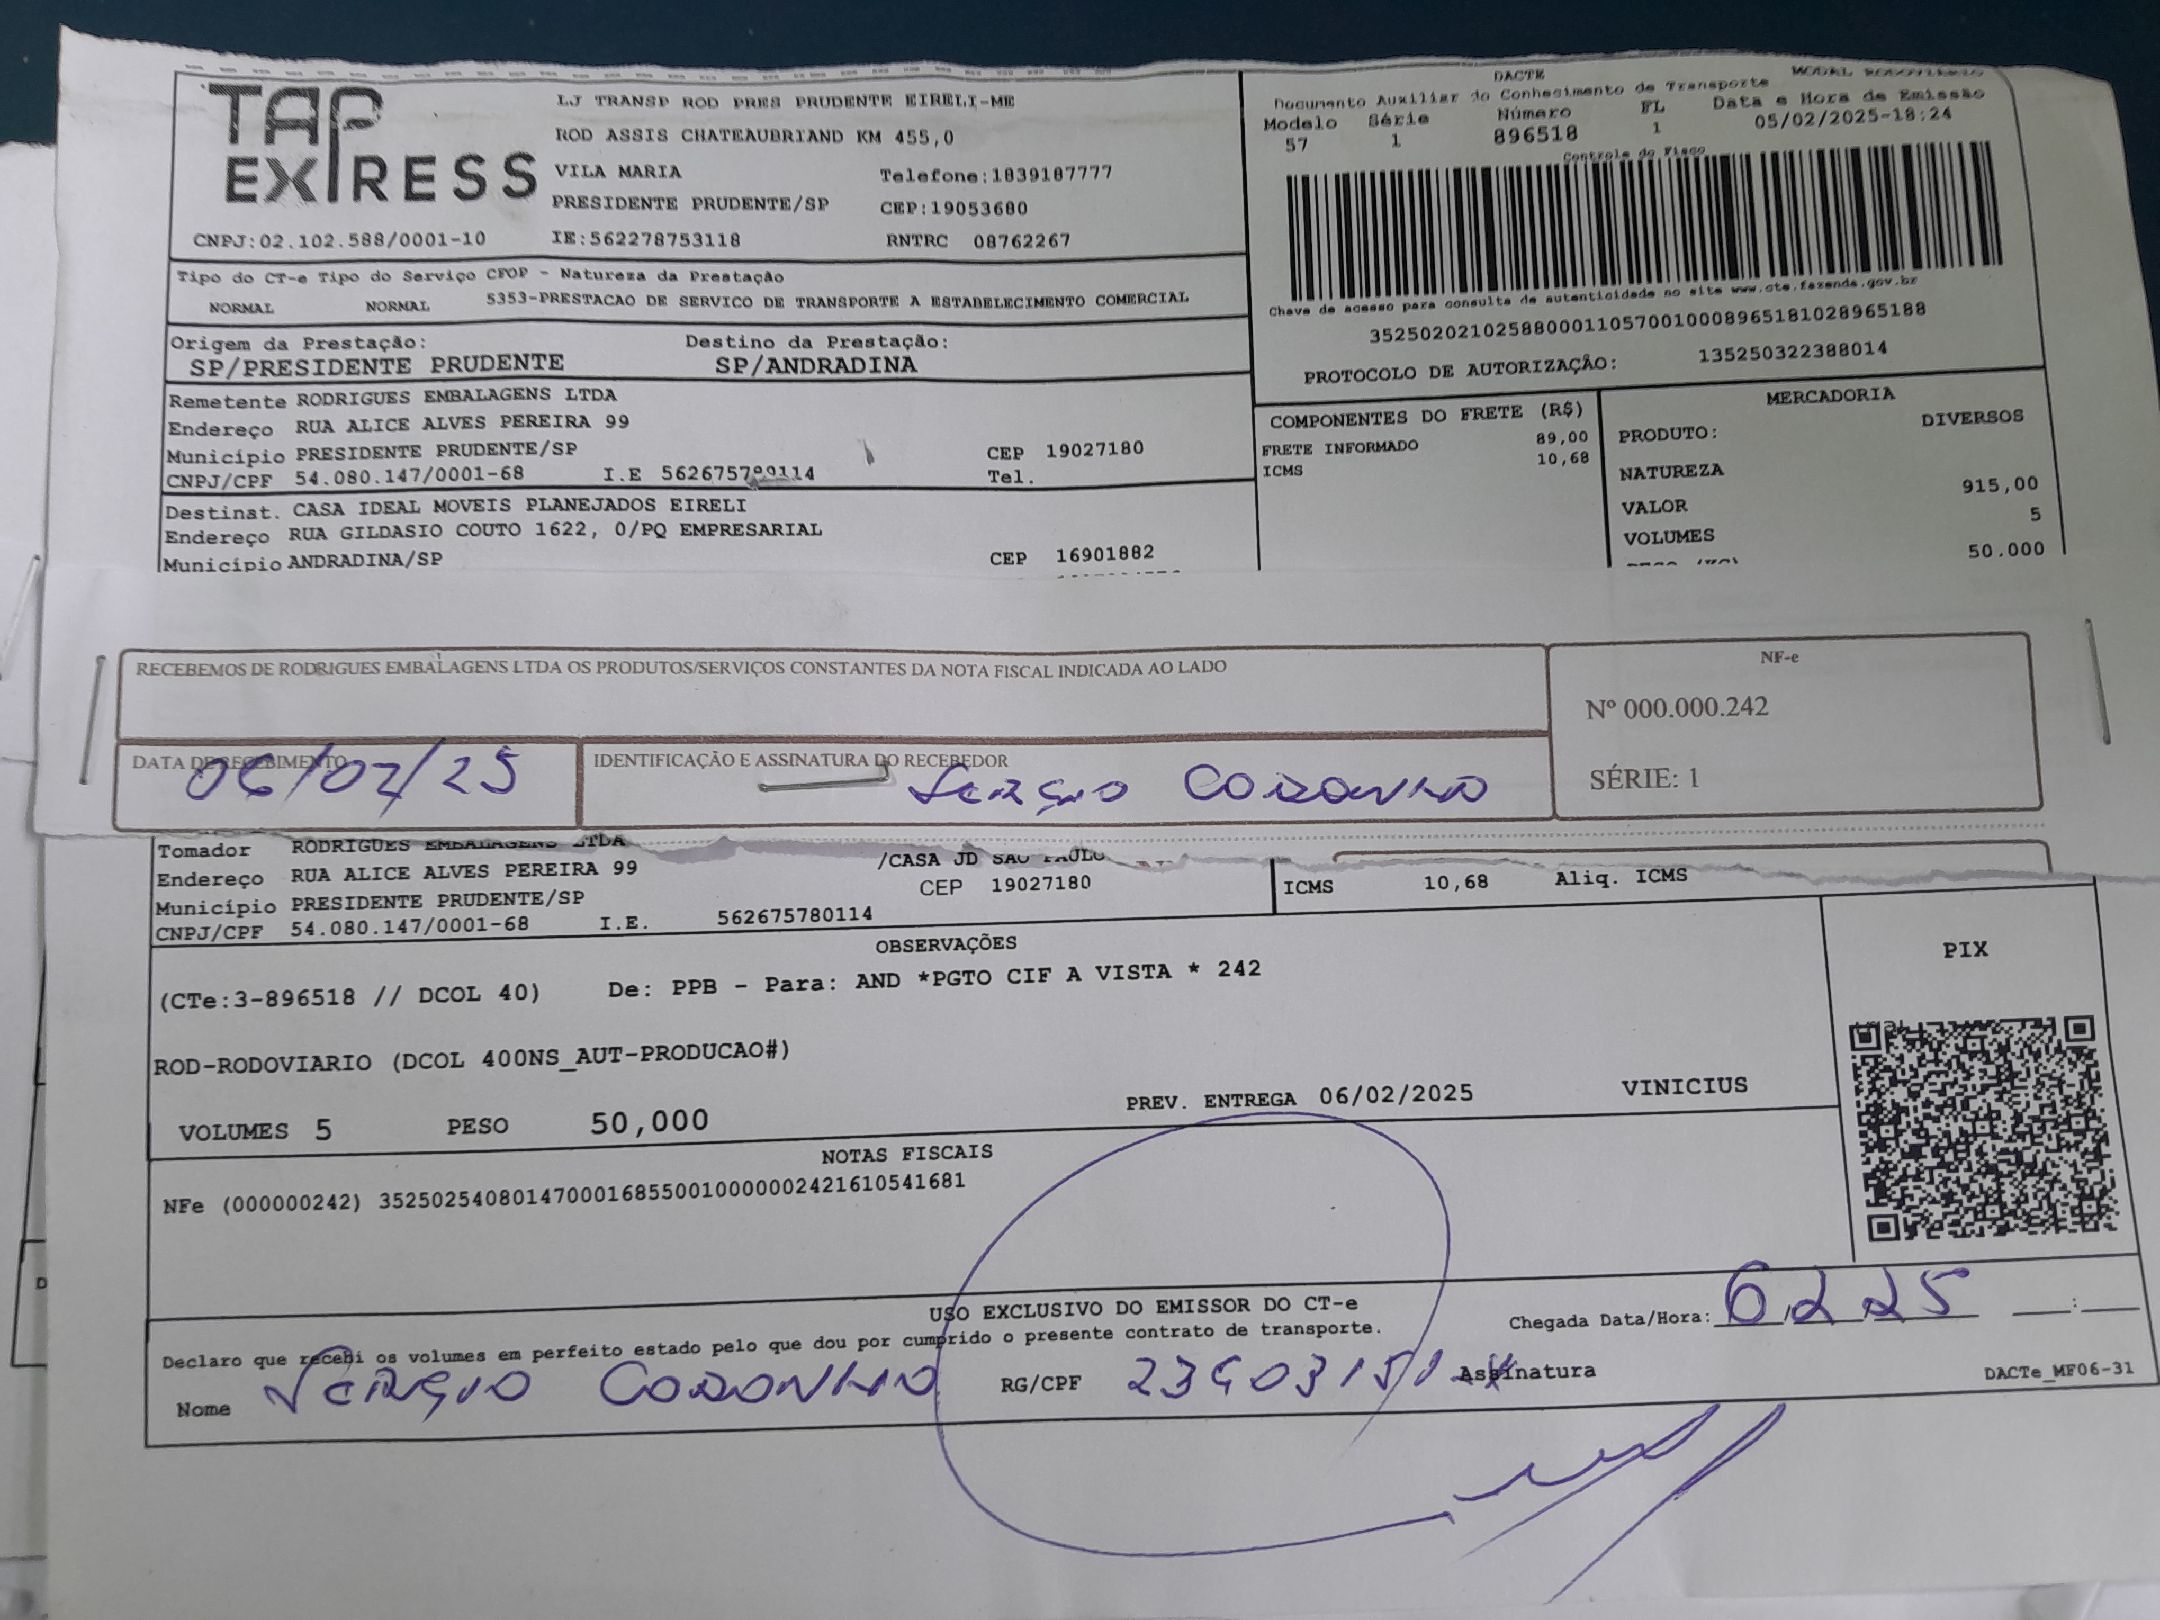 TAP EXPRESS
LJ TRANSP ROD PRES PRUDENTE EIRELI-ME
ROD ASSIS CHATEAUBRIAND KM 455,0
VILA MARIA Telefone:1839187777
PRESIDENTE PRUDENTE/SP CEP:19053680
CNPJ:02.102.588/0001-10 IE:562278753118 RNTRC 08762267
Tipo do CT-e Tipo do Serviço CFOP - Natureza da Prestação
NORMAL NORMAL 5353-PRESTACAO DE SERVICO DE TRANSPORTE A ESTABELECIMENTO COMERCIAL
Origem da Prestação: Destino da Prestação:
SP/PRESIDENTE PRUDENTE SP/ANDRADINA
Remetente RODRIGUES EMBALAGENS LTDA
Endereço RUA ALICE ALVES PEREIRA 99
Município PRESIDENTE PRUDENTE/SP CEP 19027180
CNPJ/CPF 54.080.147/0001-68 I.E 562675780114 Tel.
Destinat. CASA IDEAL MOVEIS PLANEJADOS EIRELI
Endereço RUA GILDASIO COUTO 1622, 0/PQ EMPRESARIAL
Município ANDRADINA/SP CEP 16901882
DACTE MODAL RODOVIARIO
Documento Auxiliar do Conhecimento de Transporte
Modelo Série Número FL Data e Hora de Emissão
57 1 896518 1 05/02/2025-18:24
Controle do Fisco
Chave de acesso para consulta de autenticidade no site www.cte.fazenda.gov.br
35250202102588000110570010008965181028965188
PROTOCOLO DE AUTORIZAÇÃO: 135250322388014
COMPONENTES DO FRETE (R$)
FRETE INFORMADO 89,00
ICMS 10,68
MERCADORIA
PRODUTO: DIVERSOS
NATUREZA
VALOR 915,00
VOLUMES 5
50,000
RECEBEMOS DE RODRIGUES EMBALAGENS LTDA OS PRODUTOS/SERVIÇOS CONSTANTES DA NOTA FISCAL INDICADA AO LADO
DATA DE RECEBIMENTO
06/02/25
IDENTIFICAÇÃO E ASSINATURA DO RECEBEDOR
SERGIO CORONHO
NF-e
Nº 000.000.242
SÉRIE: 1
Tomador RODRIGUES EMBALAGENS LTDA
Endereço RUA ALICE ALVES PEREIRA 99 /CASA JD SAO PAULO
Município PRESIDENTE PRUDENTE/SP CEP 19027180
CNPJ/CPF 54.080.147/0001-68 I.E. 562675780114
ICMS 10,68 Aliq. ICMS
OBSERVAÇÕES
(CTe:3-896518 // DCOL 40) De: PPB - Para: AND *PGTO CIF A VISTA * 242
ROD-RODOVIARIO (DCOL 400NS_AUT-PRODUCAO#)
VOLUMES 5 PESO 50,000 PREV. ENTREGA 06/02/2025 VINICIUS
PIX
NOTAS FISCAIS
NFe (000000242) 35250254080147000168550010000002421610541681
USO EXCLUSIVO DO EMISSOR DO CT-e
Declaro que recebi os volumes em perfeito estado pelo que dou por cumprido o presente contrato de transporte.
Chegada Data/Hora: 6 2 25 __:__
Nome SERGIO CORONHO RG/CPF Assinatura
DACTe_MF06-31